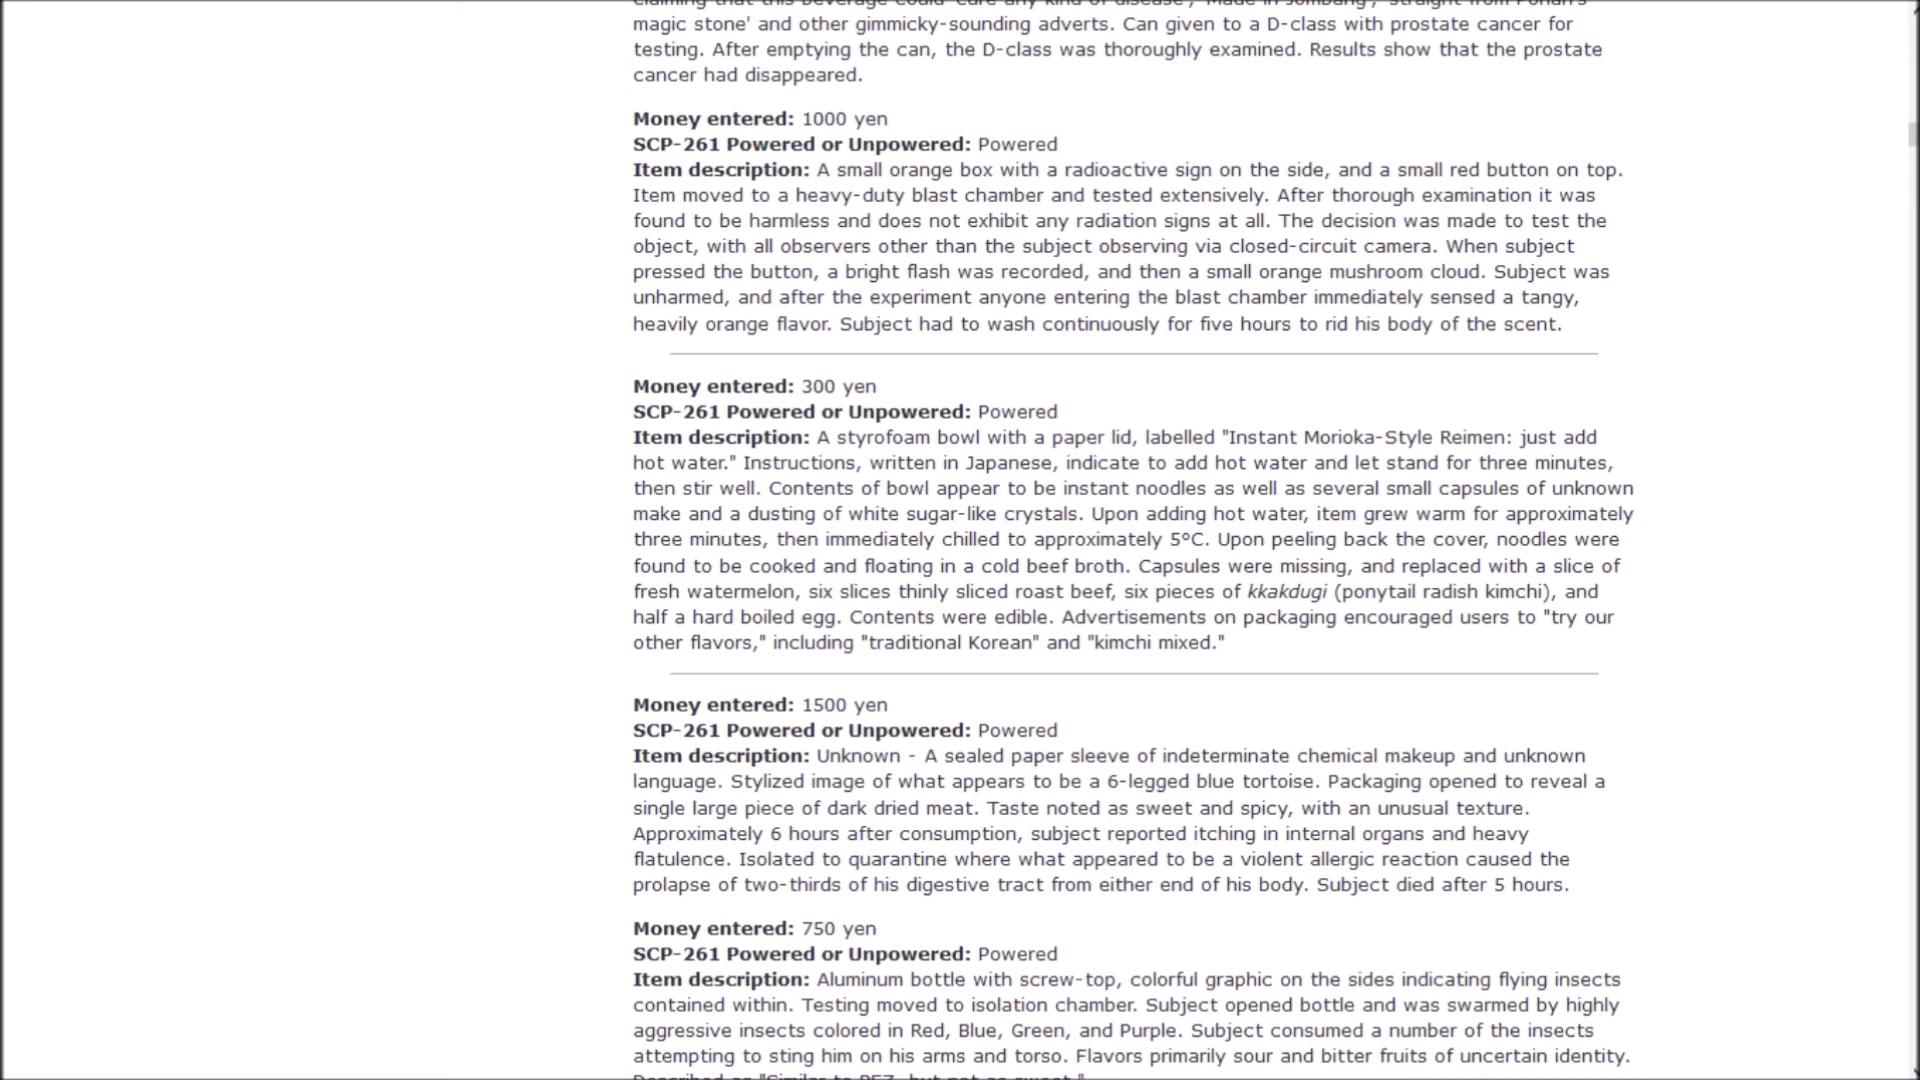 claiming that this beverage could 'cure any kind of disease', 'Made in Jombang', 'straight from Ponari's
magic stone' and other gimmicky-sounding adverts. Can given to a D-class with prostate cancer for
testing. After emptying the can, the D-class was thoroughly examined. Results show that the prostate
cancer had disappeared.
Money entered: 1000 yen
SCP-261 Powered or Unpowered: Powered
Item description: A small orange box with a radioactive sign on the side, and a small red button on top.
Item moved to a heavy-duty blast chamber and tested extensively. After thorough examination it was
found to be harmless and does not exhibit any radiation signs at all. The decision was made to test the
object, with all observers other than the subject observing via closed-circuit camera. When subject
pressed the button, a bright flash was recorded, and then a small orange mushroom cloud. Subject was
unharmed, and after the experiment anyone entering the blast chamber immediately sensed a tangy,
heavily orange flavor. Subject had to wash continuously for five hours to rid his body of the scent.
Money entered: 300 yen
SCP-261 Powered or Unpowered: Powered
Item description: A styrofoam bowl with a paper lid, labelled "Instant Morioka-Style Reimen: just add
hot water." Instructions, written in Japanese, indicate to add hot water and let stand for three minutes,
then stir well. Contents of bowl appear to be instant noodles as well as several small capsules of unknown
make and a dusting of white sugar-like crystals. Upon adding hot water, item grew warm for approximately
three minutes, then immediately chilled to approximately 5°C. Upon peeling back the cover, noodles were
found to be cooked and floating in a cold beef broth. Capsules were missing, and replaced with a slice of
fresh watermelon, six slices thinly sliced roast beef, six pieces of kkakdugi (ponytail radish kimchi), and
half a hard boiled egg. Contents were edible. Advertisements on packaging encouraged users to "try our
other flavors," including "traditional Korean" and "kimchi mixed."
Money entered: 1500 yen
SCP-261 Powered or Unpowered: Powered
Item description: Unknown - A sealed paper sleeve of indeterminate chemical makeup and unknown
language. Stylized image of what appears to be a 6-legged blue tortoise. Packaging opened to reveal a
single large piece of dark dried meat. Taste noted as sweet and spicy, with an unusual texture.
Approximately 6 hours after consumption, subject reported itching in internal organs and heavy
flatulence. Isolated to quarantine where what appeared to be a violent allergic reaction caused the
prolapse of two-thirds of his digestive tract from either end of his body. Subject died after 5 hours.
Money entered: 750 yen
SCP-261 Powered or Unpowered: Powered
Item description: Aluminum bottle with screw-top, colorful graphic on the sides indicating flying insects
contained within. Testing moved to isolation chamber. Subject opened bottle and was swarmed by highly
aggressive insects colored in Red, Blue, Green, and Purple. Subject consumed a number of the insects
attempting to sting him on his arms and torso. Flavors primarily sour and bitter fruits of uncertain identity.
Described as "Similar to PEZ, but not as sweet."